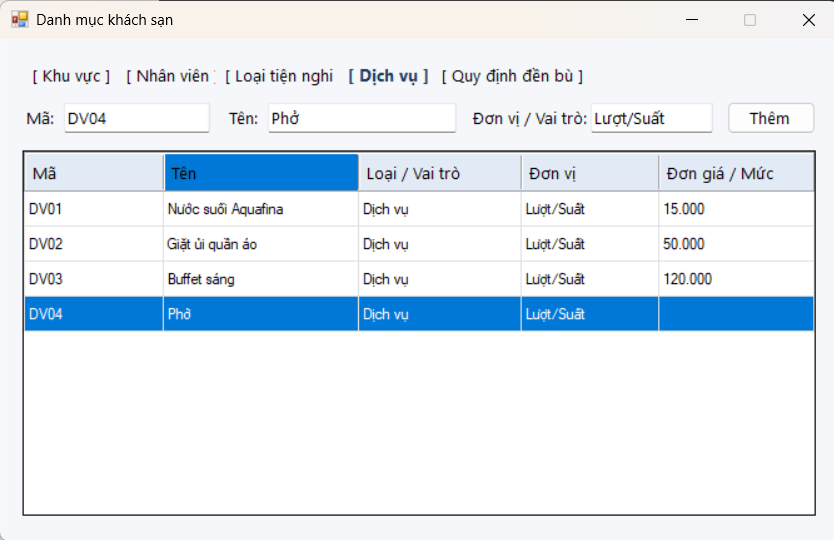 Danh mục khách sạn
[ Khu vực ] [ Nhân viên [ Loại tiện nghi [ Dịch vụ ] [ Quy định đền bù ]
Mã: DV04 Tên: Phở Đơn vị / Vai trò: Lượt/Suất Thêm
Mã Tên Loại / Vai trò Đơn vị Đơn giá / Mức
DV01 Nước suối Aquafina Dịch vụ Lượt/Suất 15.000
DV02 Giặt ủi quần áo Dịch vụ Lượt/Suất 50.000
DV03 Buffet sáng Dịch vụ Lượt/Suất 120.000
DV04 Phở Dịch vụ Lượt/Suất